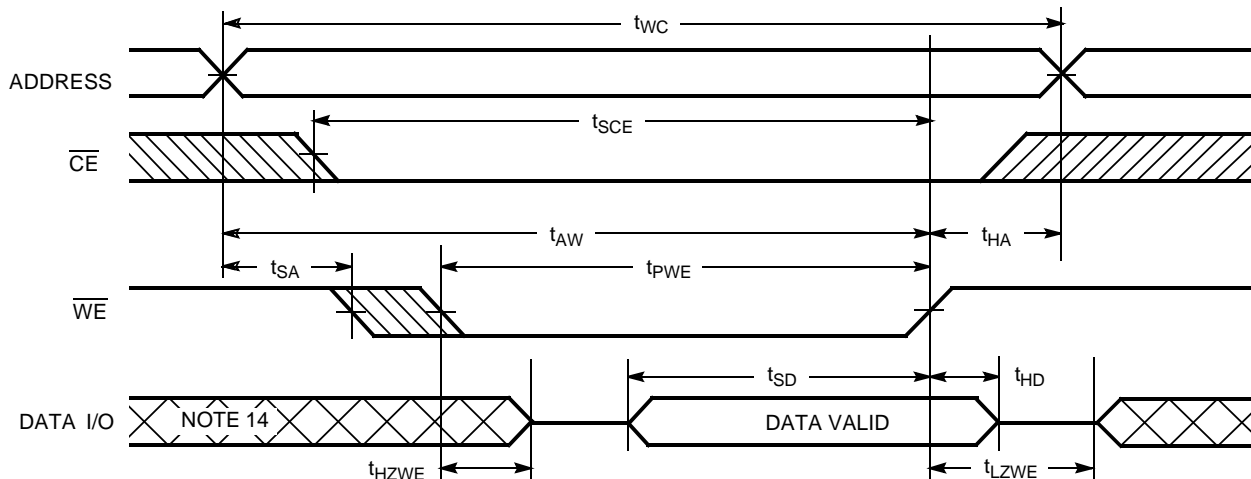 tWC
ADDRESS
tSCE
CE
tAW
tHA
tSA
tPWE
WE
tSD
tHD
DATA I/O
NOTE 14
DATA VALID
tHZWE
tLZWE